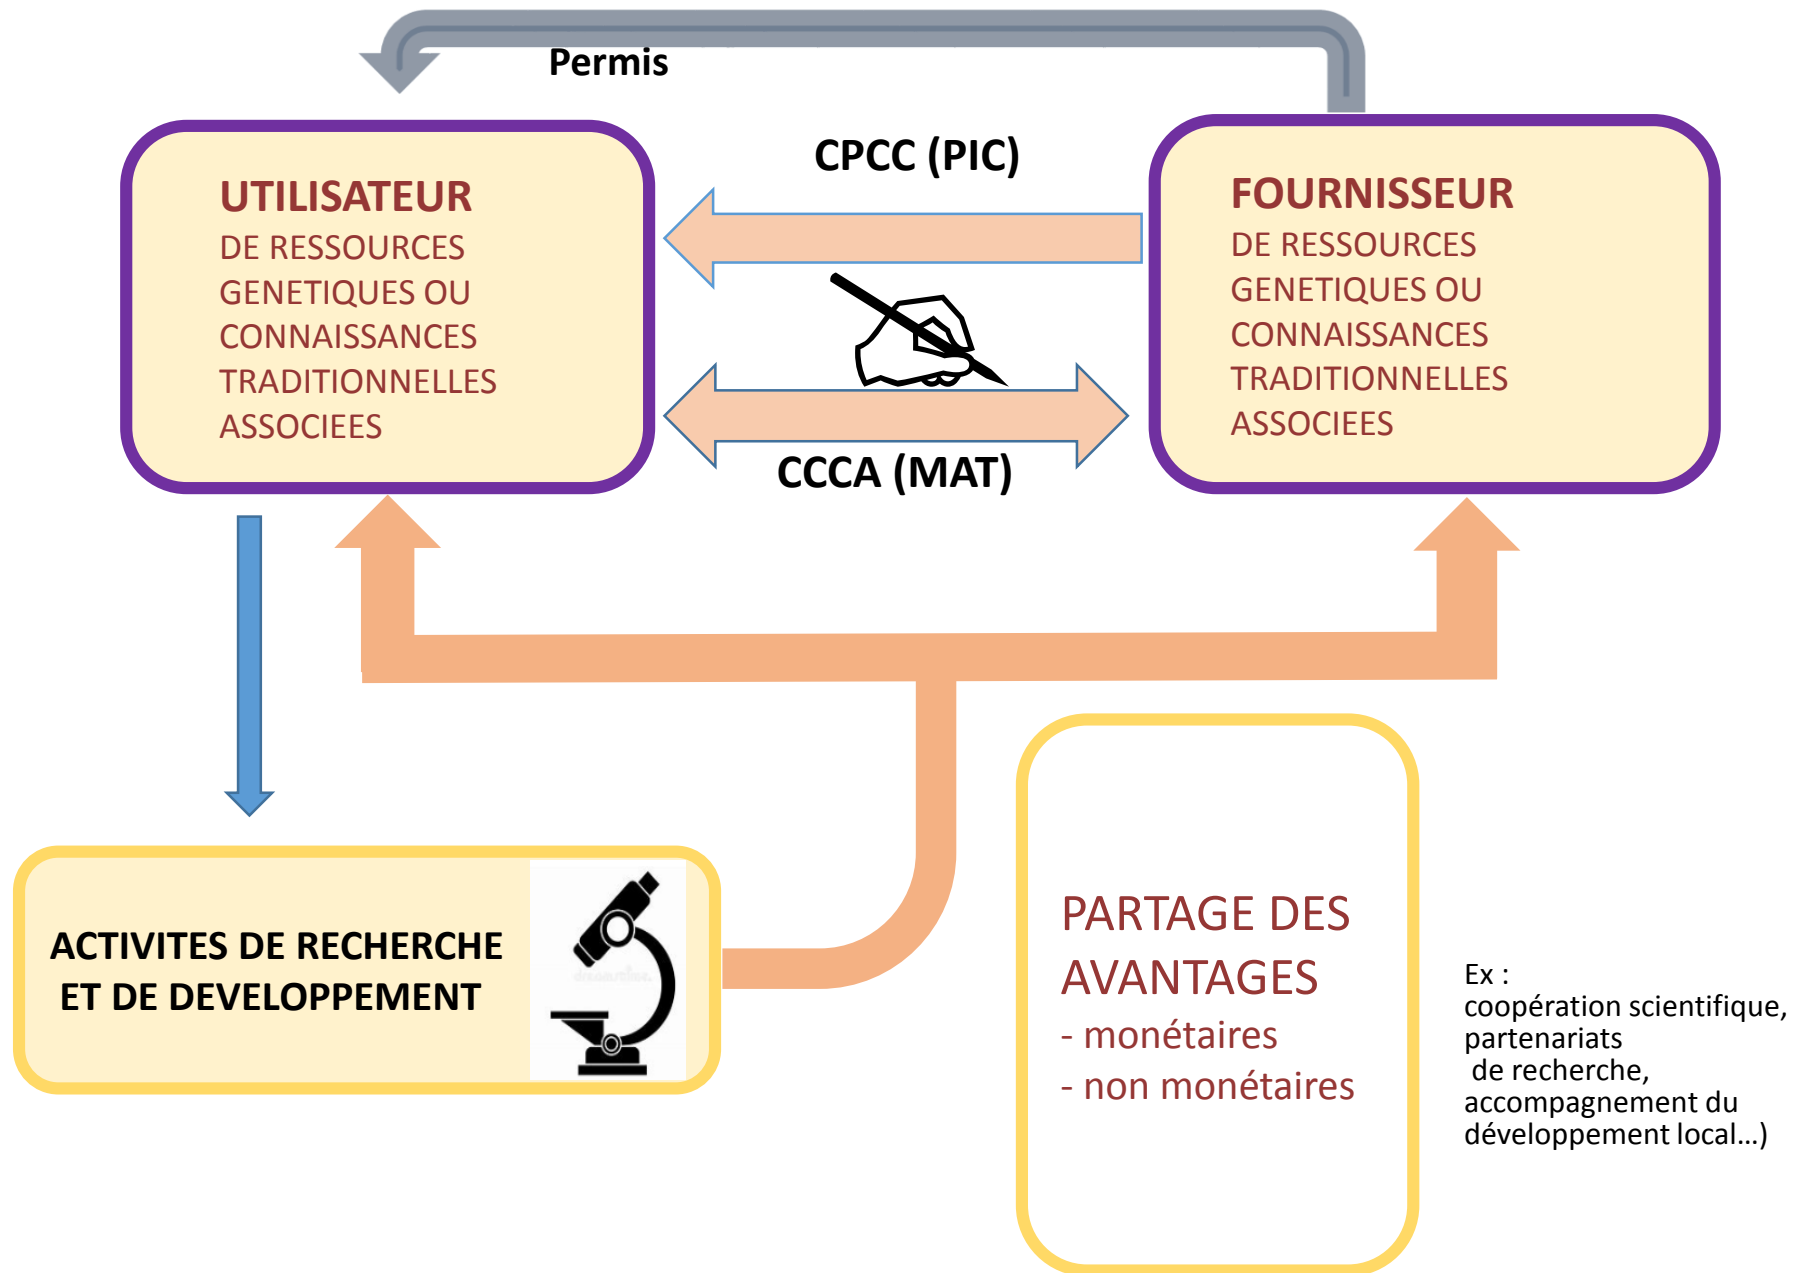 Permis
CPCC (PIC)
UTILISATEUR
DE RESSOURCES
GENETIQUES OU
CONNAISSANCES
TRADITIONNELLES
ASSOCIEES
FOURNISSEUR
DE RESSOURCES
GENETIQUES OU
CONNAISSANCES
TRADITIONNELLES
ASSOCIEES
CCCA (MAT)
ACTIVITES DE RECHERCHE
ET DE DEVELOPPEMENT
PARTAGE DES
AVANTAGES
- monétaires
- non monétaires
Ex :
coopération scientifique,
partenariats
de recherche,
accompagnement du
développement local...)